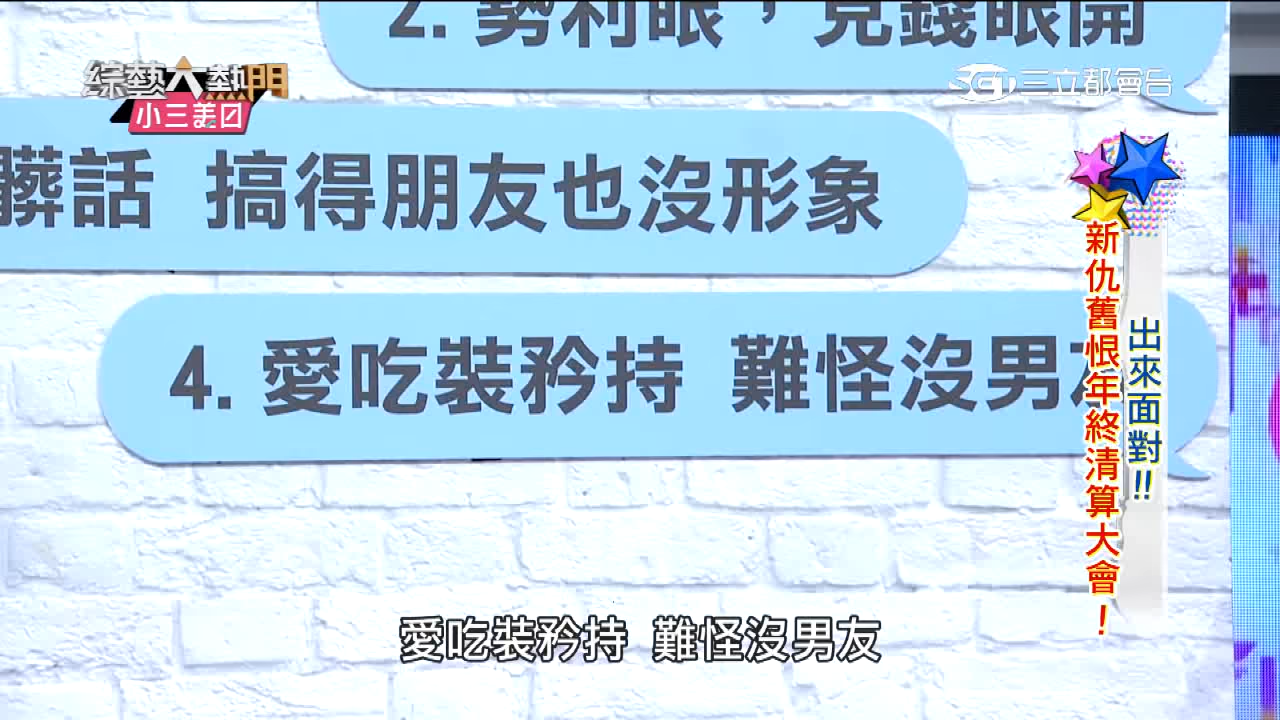 2. 勢利眼，見錢眼開
綜藝大熱門
小三美日
三立都會台
髒話 搞得朋友也沒形象
4. 愛吃裝矜持 難怪沒男友
出來面對!!
新仇舊恨年終清算大會！
愛吃裝矜持 難怪沒男友